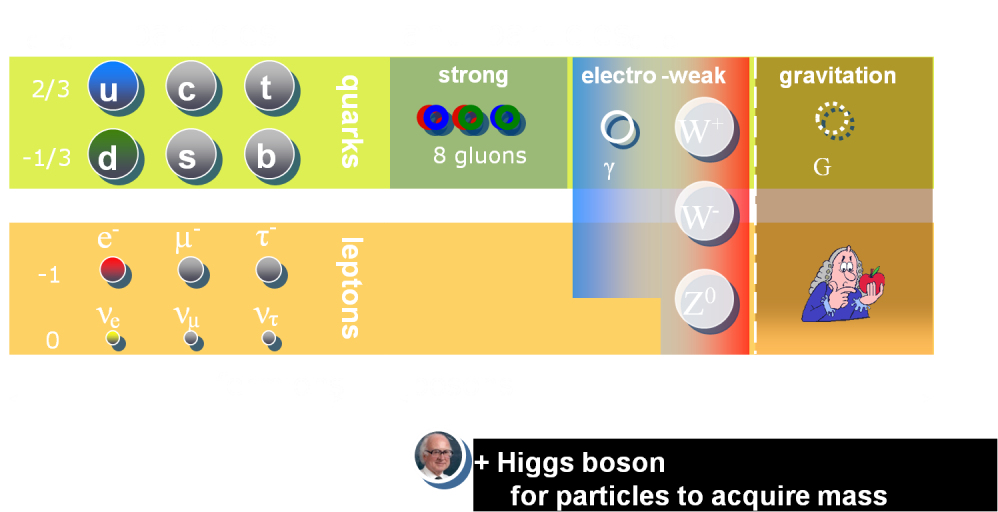 strong electro-weak gravitation
2/3 u c t quarks
-1/3 d s b
8 gluons
γ
W⁺
G
W⁻
e⁻ μ⁻ τ⁻ leptons
-1
Z⁰
νe νμ ντ
0
+ Higgs boson
for particles to acquire mass